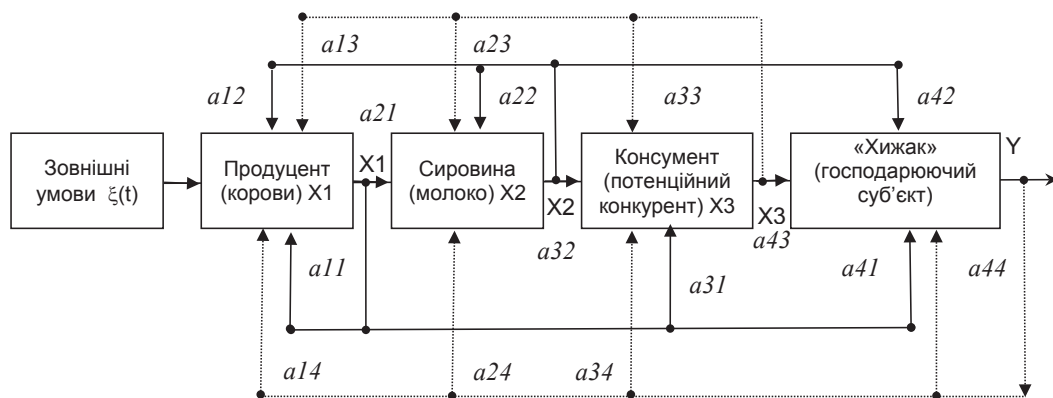 a13
a23
a12
a21
a22
a33
a42
Зовнішні
умови ξ(t)
Продуцент
(корови) X1
X1
Сировина
(молоко) X2
X2
Консумент
(потенційний
конкурент) X3
X3
«Хижак»
(господарюючий
суб’єкт)
Y
a11
a32
a31
a43
a41
a44
a14
a24
a34